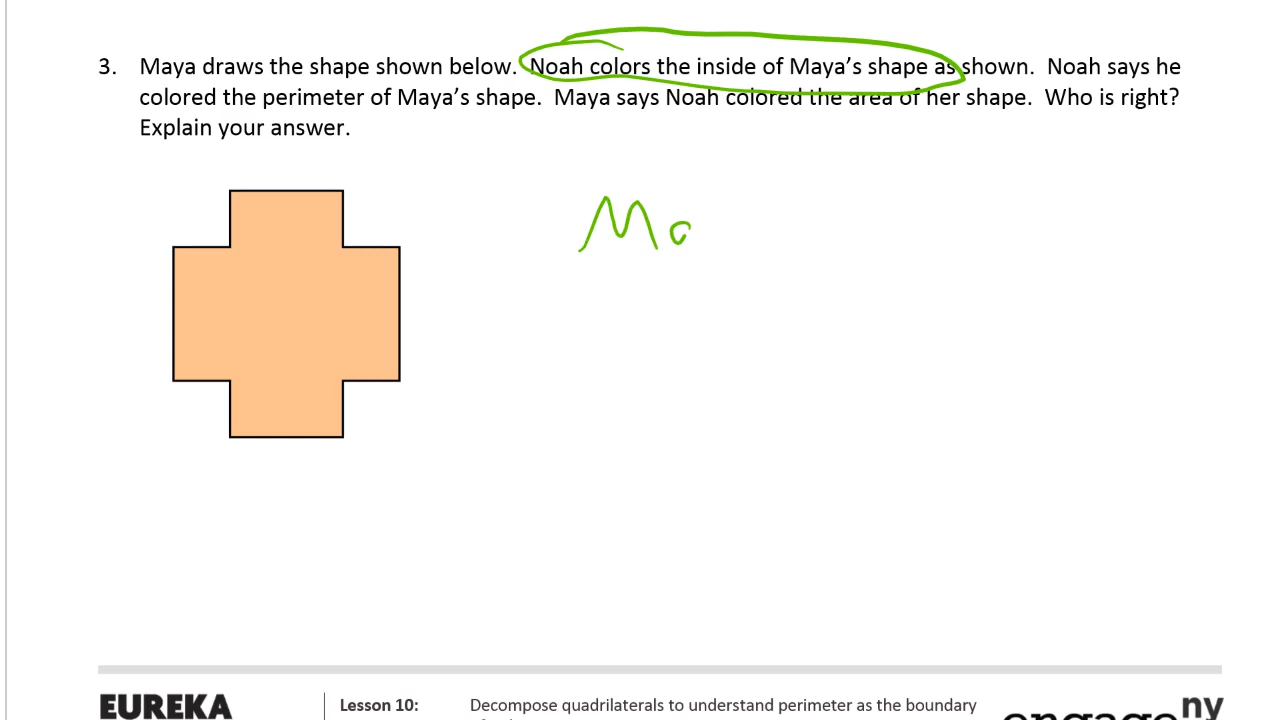 3. Maya draws the shape shown below. Noah colors the inside of Maya’s shape as shown. Noah says he
colored the perimeter of Maya’s shape. Maya says Noah colored the area of her shape. Who is right?
Explain your answer.
Ma
EUREKA
Lesson 10:
Decompose quadrilaterals to understand perimeter as the boundary
engage ny